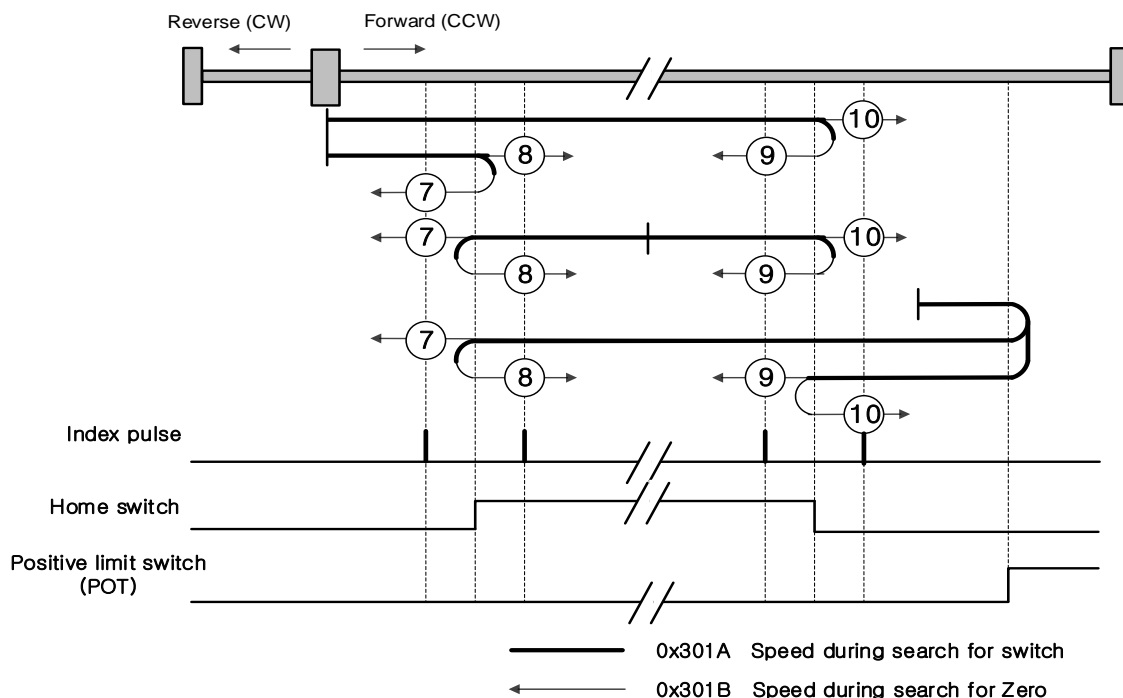 Reverse (CW)
Forward (CCW)
10
8
9
7
7
10
8
9
7
8
9
10
Index pulse
Home switch
Positive limit switch
(POT)
0x301A Speed during search for switch
0x301B Speed during search for Zero